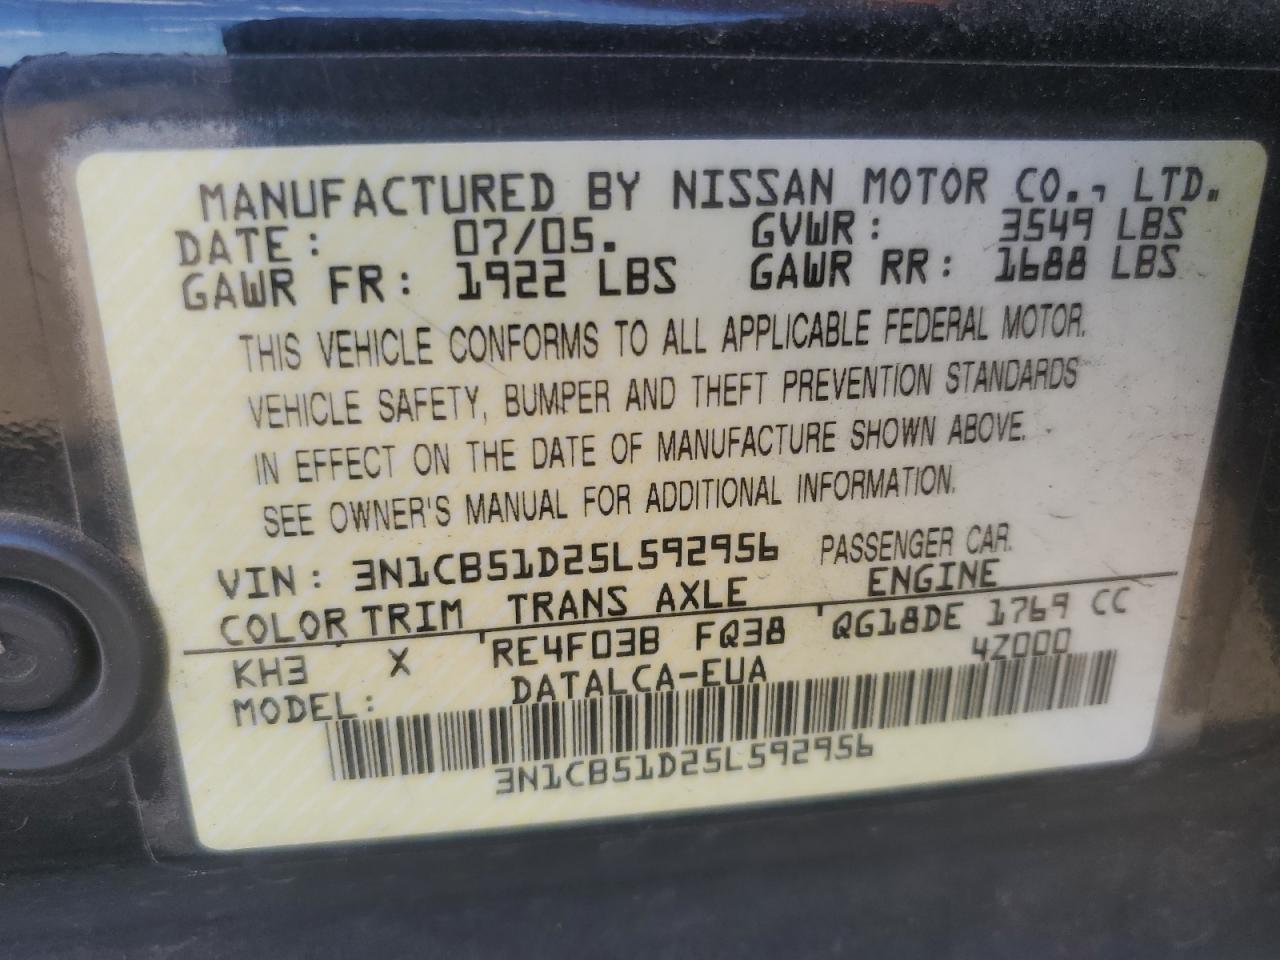 MANUFACTURED BY NISSAN MOTOR CO., LTD.
DATE: 07/05. GVWR: 3549 LBS
GAWR FR: 1922 LBS GAWR RR: 1688 LBS
THIS VEHICLE CONFORMS TO ALL APPLICABLE FEDERAL MOTOR.
VEHICLE SAFETY, BUMPER AND THEFT PREVENTION STANDARDS
IN EFFECT ON THE DATE OF MANUFACTURE SHOWN ABOVE.
SEE OWNER'S MANUAL FOR ADDITIONAL INFORMATION.
VIN: 3N1CB51D25L592956 PASSENGER CAR.
COLOR TRIM TRANS AXLE ENGINE
KH3 X RE4F03B FQ38 QG18DE 1769 CC
MODEL: DATALCA-EUA 4Z000
3N1CB51D25L592956